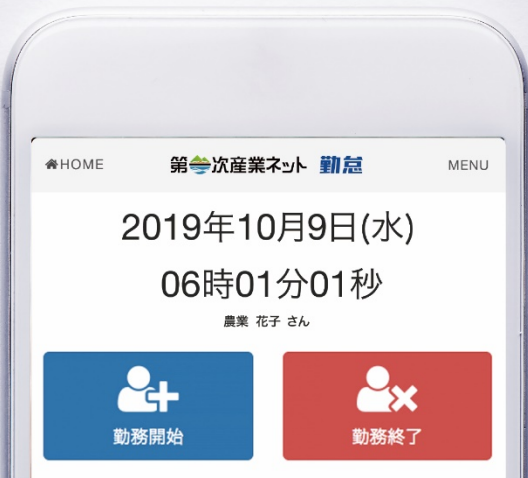 HOME 第一次産業ネット 勤怠 MENU
2019年10月9日(水)
06時01分01秒
農業 花子 さん
勤務開始 勤務終了